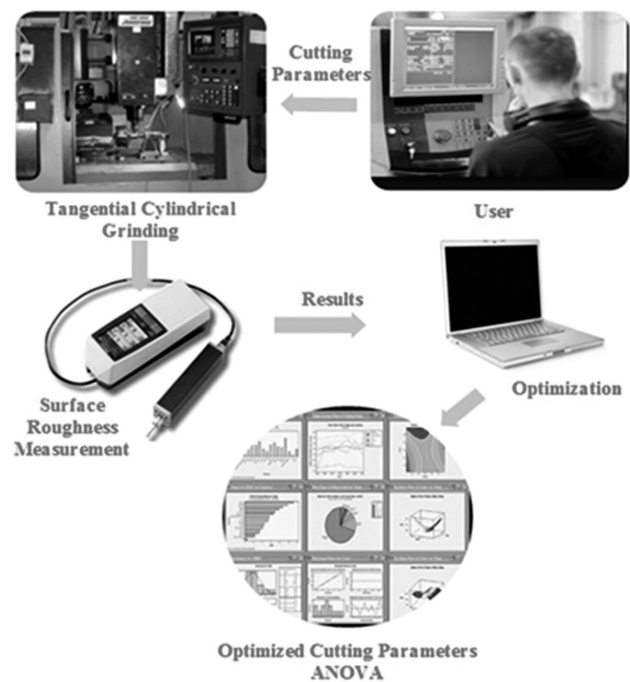 Cutting
Parameters
Tangential Cylindrical
Grinding
User
Results
Surface
Roughness
Measurement
Optimization
Optimized Cutting Parameters
ANOVA